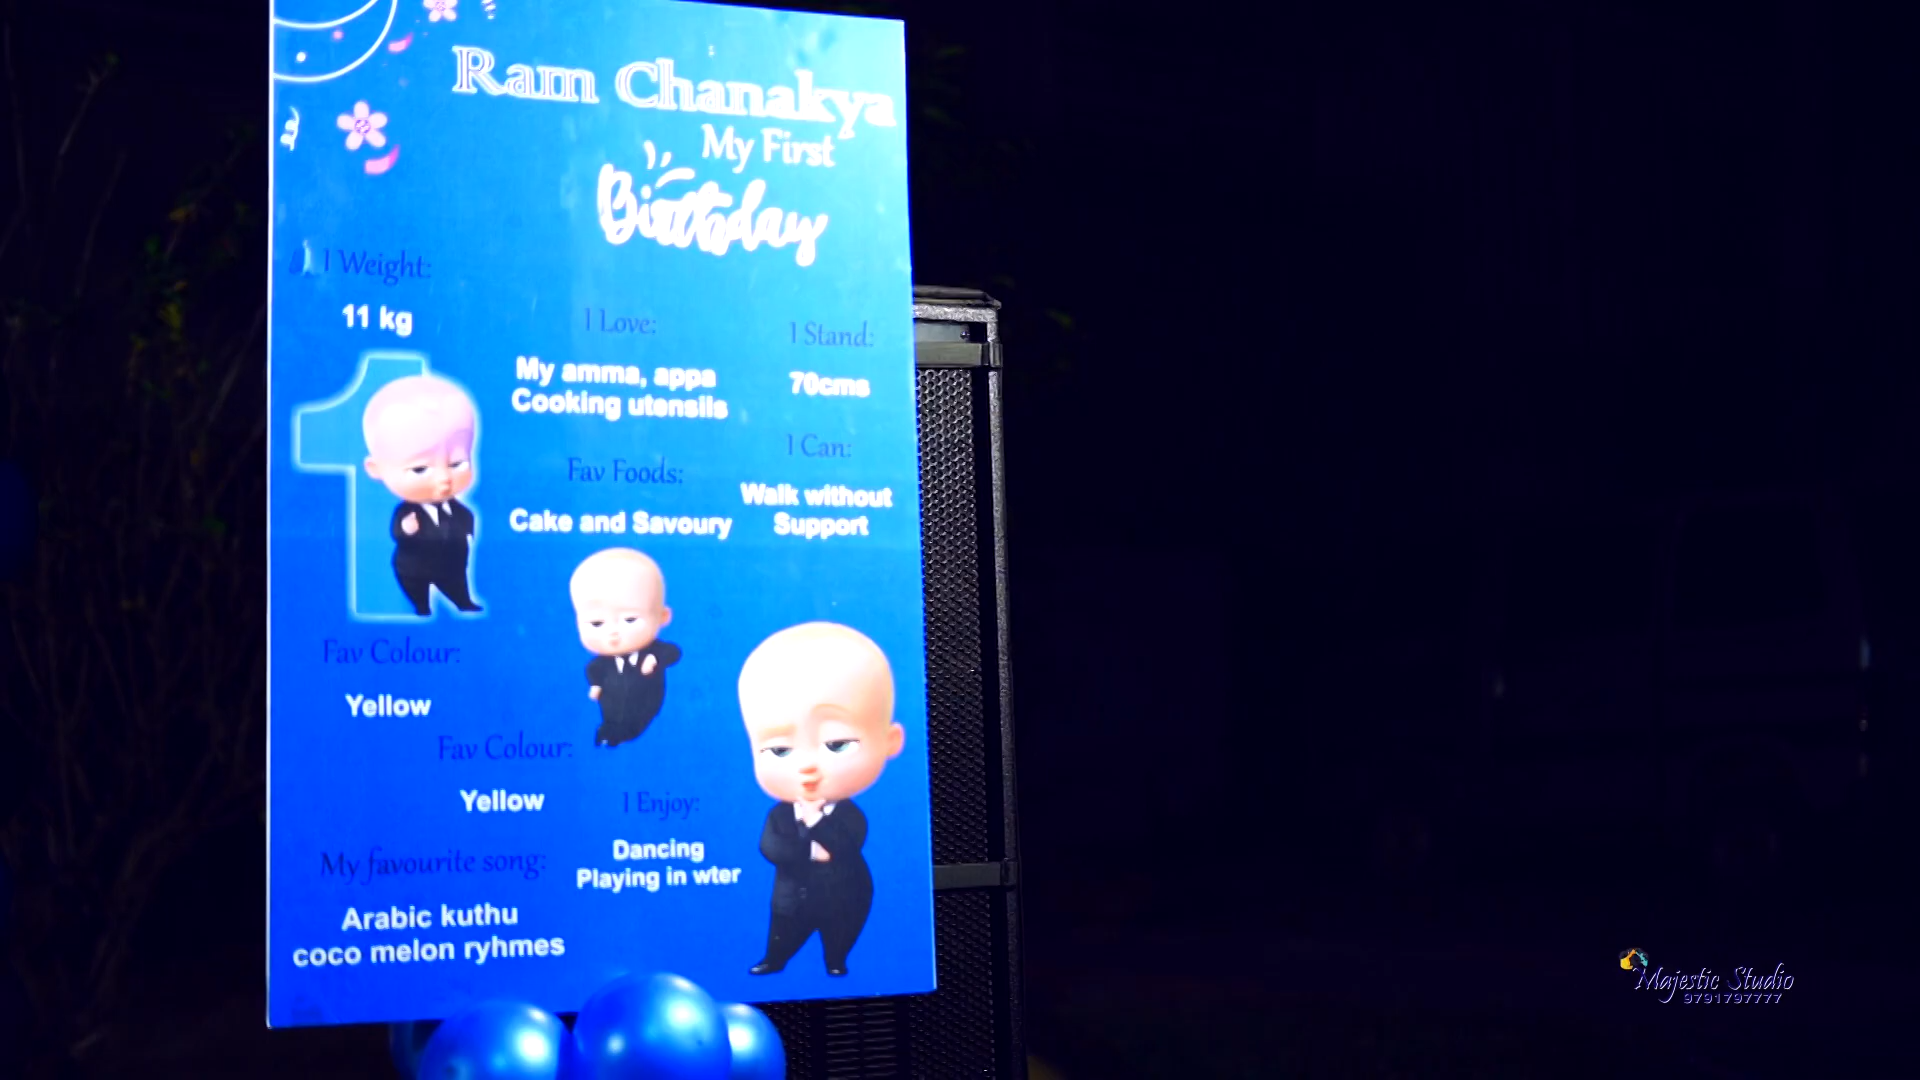 Ram Chanakya
My First
Birthday
I Weight:
11 kg
I Love:
My amma, appa
Cooking utensils
I Stand:
70cms
I Can:
Walk without
Support
Fav Foods:
Cake and Savoury
Fav Colour:
Yellow
Fav Colour:
Yellow
I Enjoy:
Dancing
Playing in wter
My favourite song:
Arabic kuthu
coco melon ryhmes
Majestic Studio
9791797777